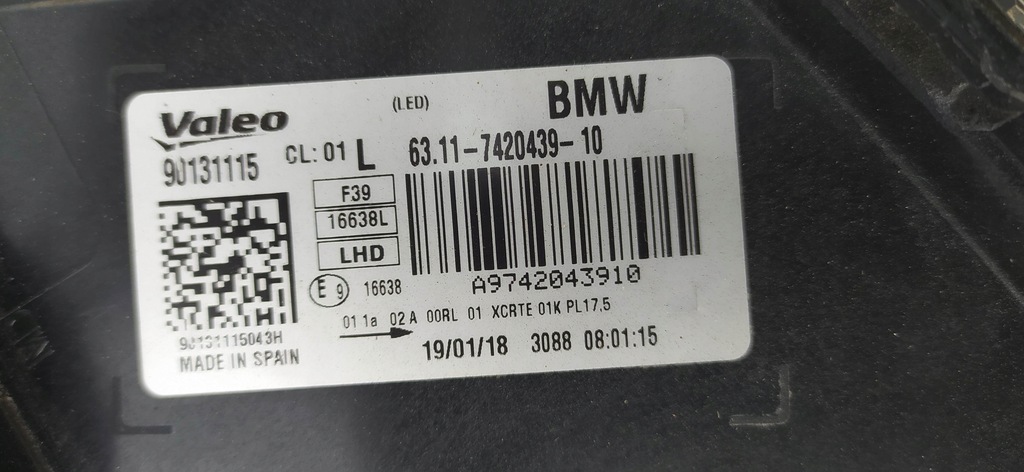 Valeo (LED) BMW
90131115 CL: 01 L 63.11-7420439-10
F39
16638L
LHD
E 9 16638 A9742043910
01 1a 02 A 00RL 01 XCRTE 01K PL17,5
90131115043H
MADE IN SPAIN
19/01/18 3088 08:01:15